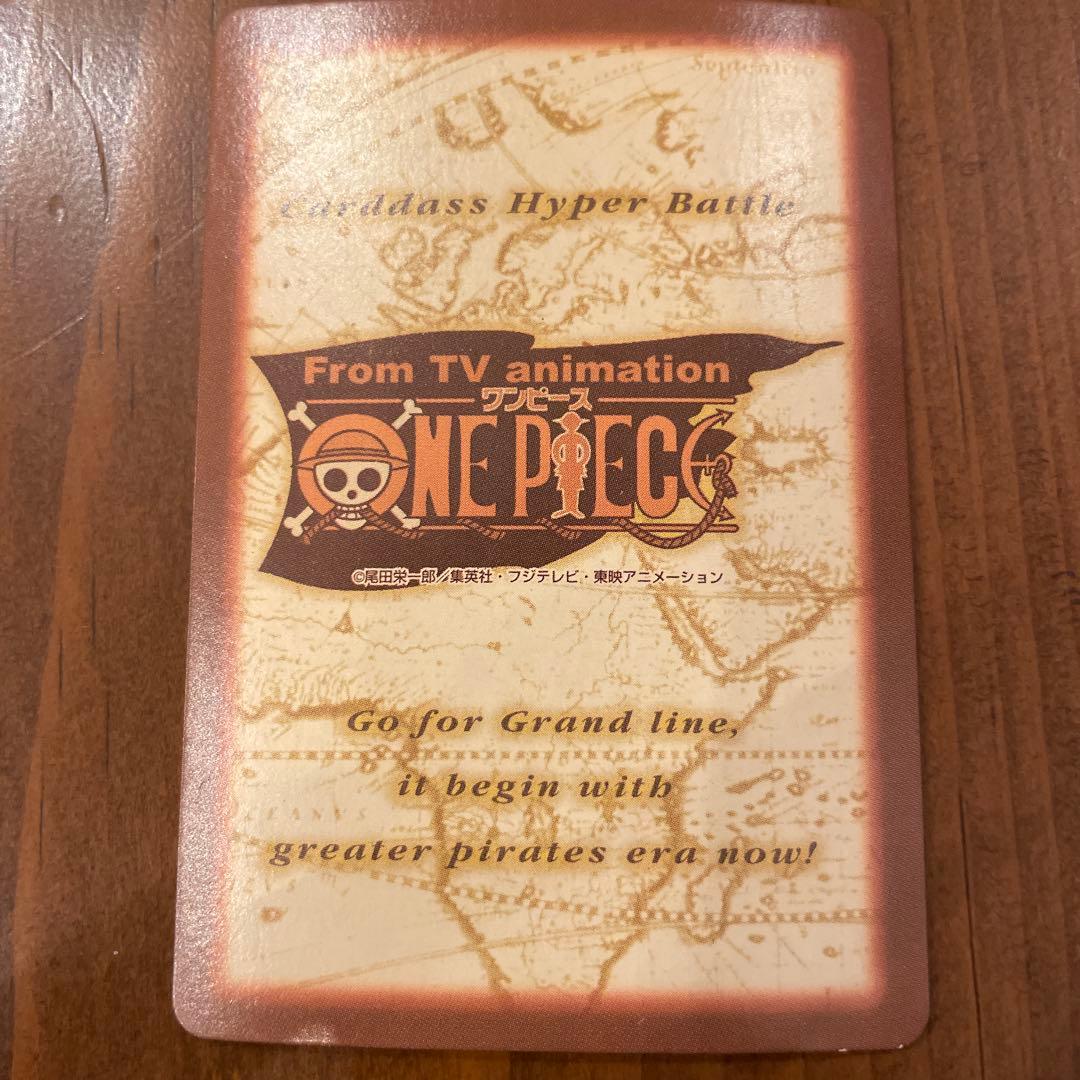 Carddass Hyper Battle
From TV animation
ワンピース
ONE PIECE
©尾田栄一郎／集英社・フジテレビ・東映アニメーション
Go for Grand line,
it begin with
greater pirates era now!